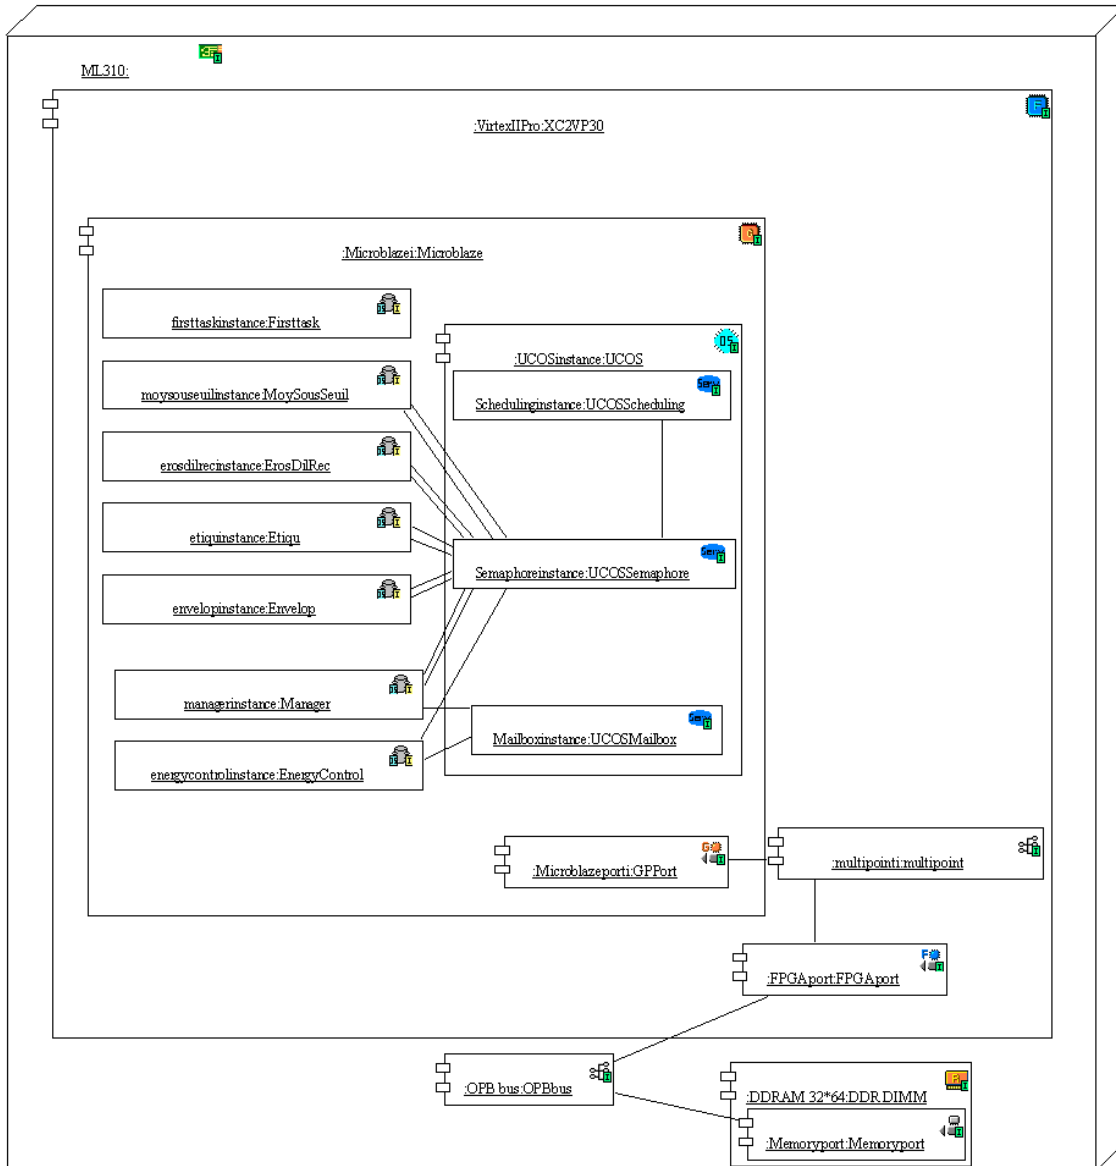 ML310:
:VirtexIIPro:XC2VP30
:Microblazei:Microblaze
firsttaskinstance:Firsttask
:UCOSinstance:UCOS
moysouseuilinstance:MoySousSeuil
Schedulinginstance:UCOSScheduling
erosdilrecinstance:ErosDilRec
etiquinstance:Etiqu
Semaphoreinstance:UCOSSemaphore
envelopinstance:Envelop
managerinstance:Manager
Mailboxinstance:UCOSMailbox
energycontrolinstance:EnergyControl
:Microblazeporti:GPPort
:multipointi:multipoint
:FPGAport:FPGAport
:OPB bus:OPBbus
:DDRAM 32*64:DDR DIMM
:Memoryport:Memoryport